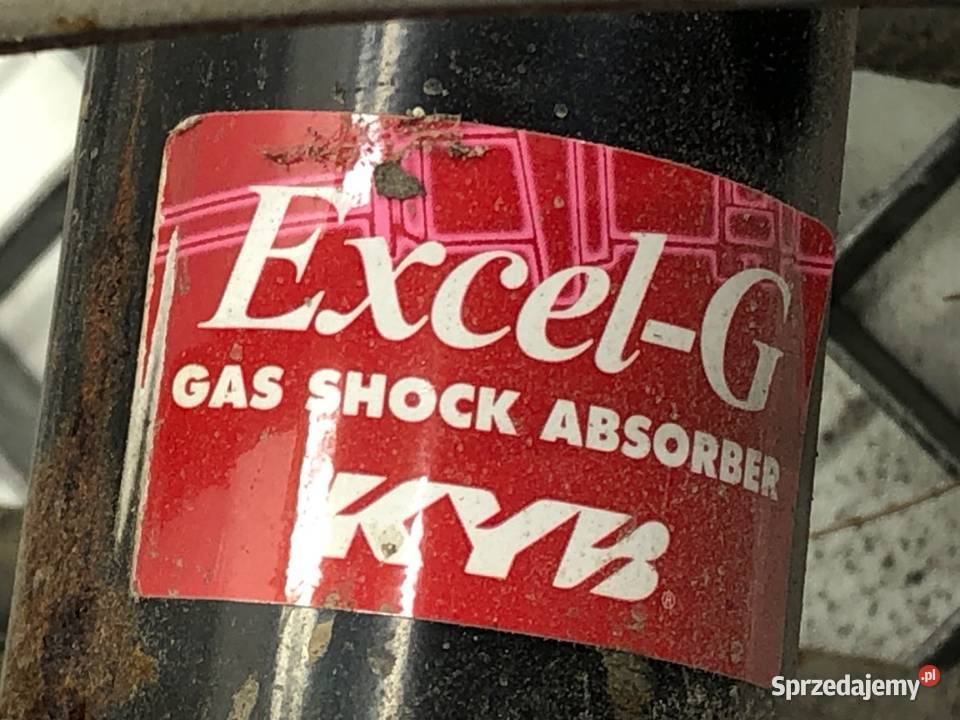 Excel-G
GAS SHOCK ABSORBER
KYB®
Sprzedajemy.pl